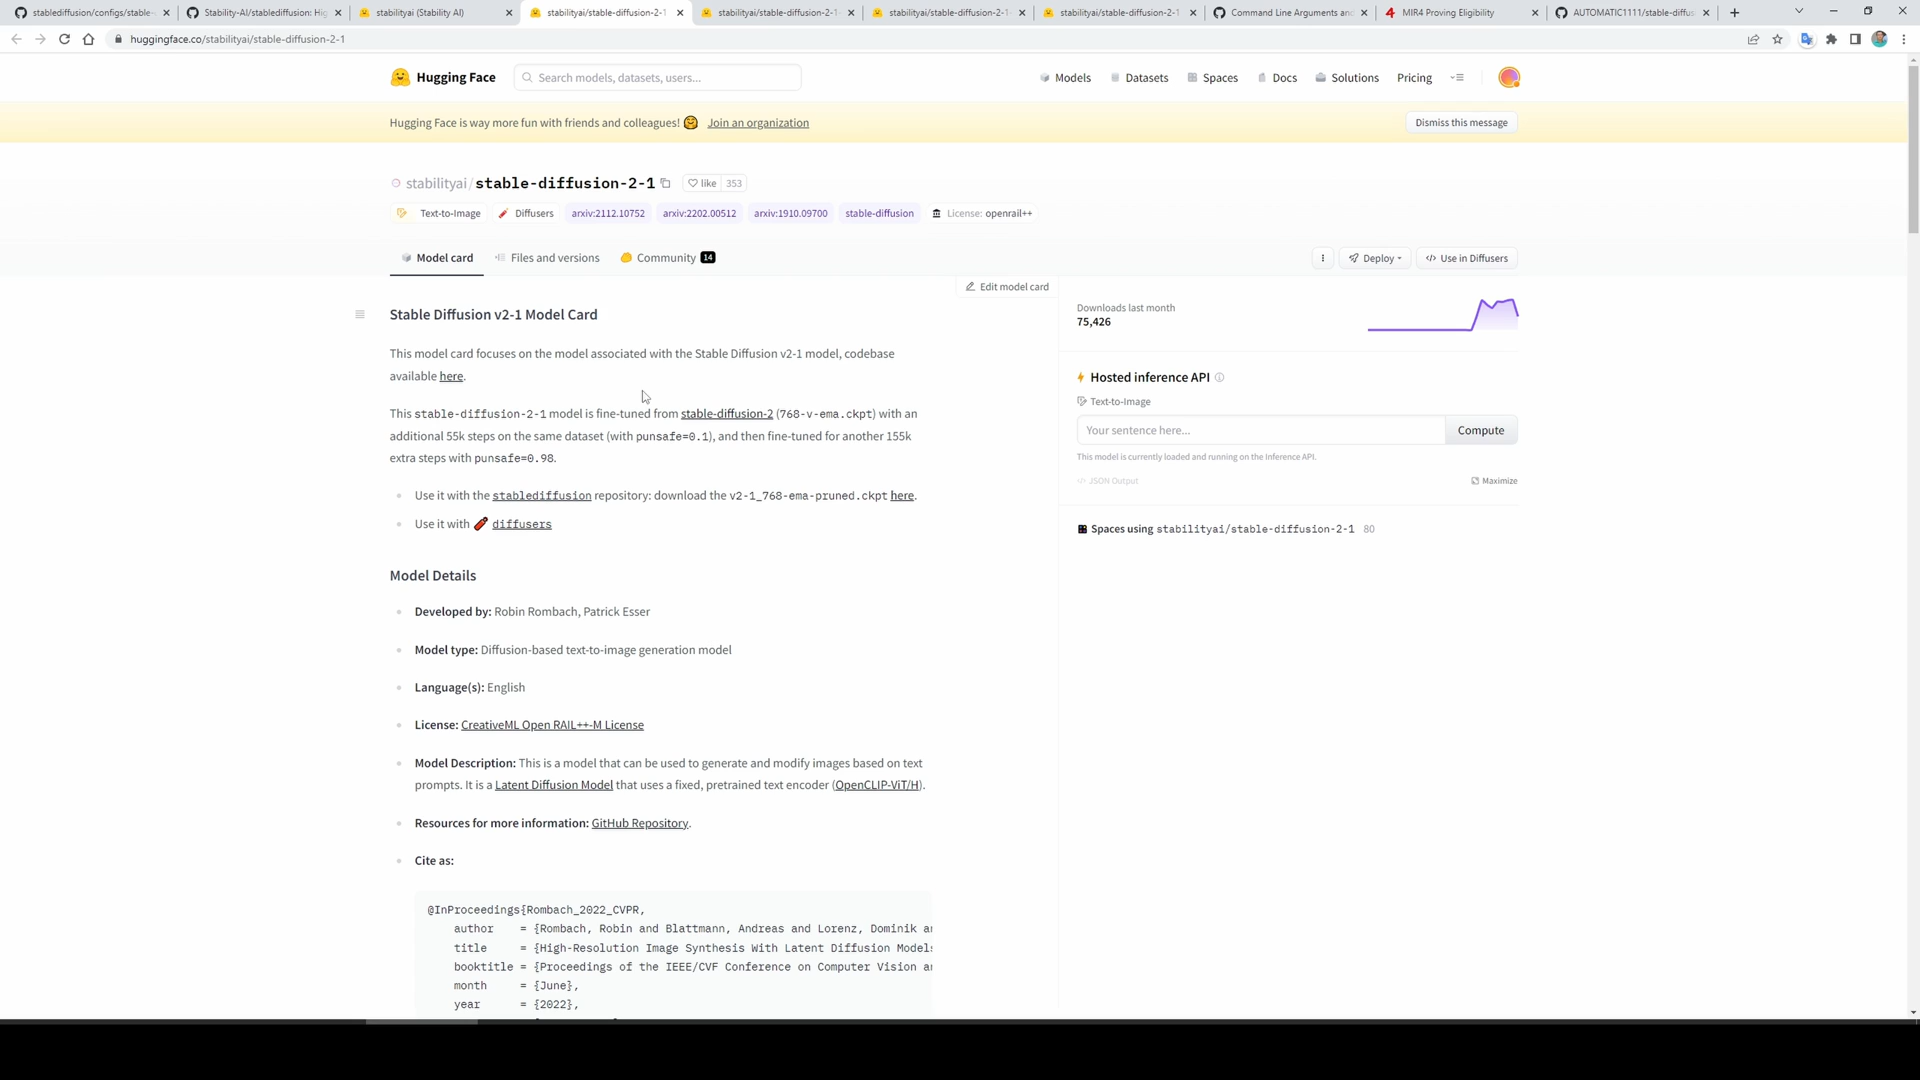 stablediffusion/configs/stable-
Stability-AI/stablediffusion: Hig
stabilityai (Stability AI)
stabilityai/stable-diffusion-2-1
stabilityai/stable-diffusion-2-1-
stabilityai/stable-diffusion-2-1-
stabilityai/stable-diffusion-2-1
Command Line Arguments and
MIR4 Proving Eligibility
AUTOMATIC1111/stable-diffus
huggingface.co/stabilityai/stable-diffusion-2-1
Hugging Face
Search models, datasets, users...
Models
Datasets
Spaces
Docs
Solutions
Pricing
Hugging Face is way more fun with friends and colleagues! 🤗 Join an organization
Dismiss this message
stabilityai/stable-diffusion-2-1
like 353
Text-to-Image
Diffusers
arxiv:2112.10752
arxiv:2202.00512
arxiv:1910.09700
stable-diffusion
License: openrail++
Model card
Files and versions
Community 14
Deploy
</> Use in Diffusers
Edit model card
Stable Diffusion v2-1 Model Card
This model card focuses on the model associated with the Stable Diffusion v2-1 model, codebase
available here.
This stable-diffusion-2-1 model is fine-tuned from stable-diffusion-2 (768-v-ema.ckpt) with an
additional 55k steps on the same dataset (with punsafe=0.1), and then fine-tuned for another 155k
extra steps with punsafe=0.98.
• Use it with the stablediffusion repository: download the v2-1_768-ema-pruned.ckpt here.
• Use it with 🧨 diffusers
Model Details
• Developed by: Robin Rombach, Patrick Esser
• Model type: Diffusion-based text-to-image generation model
• Language(s): English
• License: CreativeML Open RAIL++-M License
• Model Description: This is a model that can be used to generate and modify images based on text
prompts. It is a Latent Diffusion Model that uses a fixed, pretrained text encoder (OpenCLIP-ViT/H).
• Resources for more information: GitHub Repository.
• Cite as:
@InProceedings{Rombach_2022_CVPR,
author = {Rombach, Robin and Blattmann, Andreas and Lorenz, Dominik a
title = {High-Resolution Image Synthesis With Latent Diffusion Models
booktitle = {Proceedings of the IEEE/CVF Conference on Computer Vision a
month = {June},
year = {2022},
Downloads last month
75,426
Hosted inference API
Text-to-Image
Your sentence here...
Compute
This model is currently loaded and running on the Inference API.
</> JSON Output
Maximize
Spaces using stabilityai/stable-diffusion-2-1 80